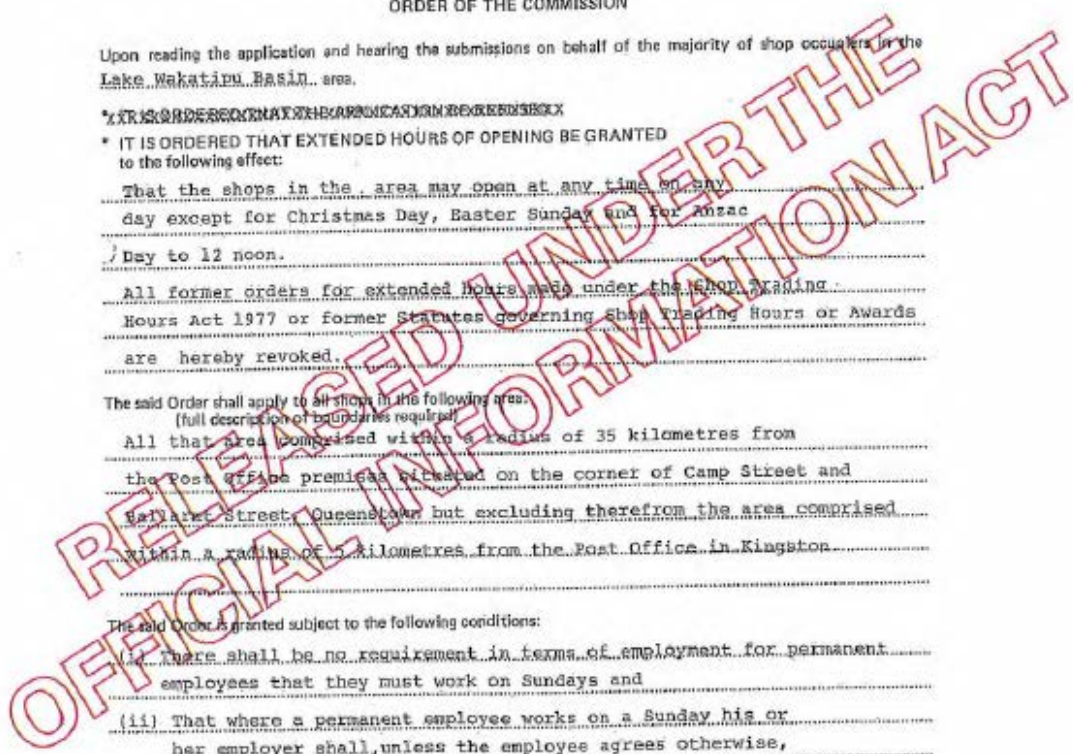 ORDER OF THE COMMISSION
Upon reading the application and hearing the submissions on behalf of the majority of shop occupiers in the
Lake Wakatipu Basin area.
* IT IS ORDERED THAT THE APPLICATION BE REFUSED
* IT IS ORDERED THAT EXTENDED HOURS OF OPENING BE GRANTED
to the following effect:
That the shops in the area may open at any time on any
day except for Christmas Day, Easter Sunday and for Anzac
Day to 12 noon.
All former orders for extended hours made under the Shop Trading
Hours Act 1977 or former Statutes governing Shop Trading Hours or Awards
are hereby revoked.
The said Order shall apply to all shops in the following area:
(full description of boundaries required)
All that area comprised within a radius of 35 kilometres from
the Post Office premises situated on the corner of Camp Street and
Ballarat Street, Queenstown but excluding therefrom the area comprised
within a radius of 5 kilometres from the Post Office in Kingston
The said Order is granted subject to the following conditions:
(i) There shall be no requirement in terms of employment for permanent
employees that they must work on Sundays and
(ii) That where a permanent employee works on a Sunday his or
her employer shall, unless the employee agrees otherwise,
RELEASED UNDER THE
OFFICIAL INFORMATION ACT